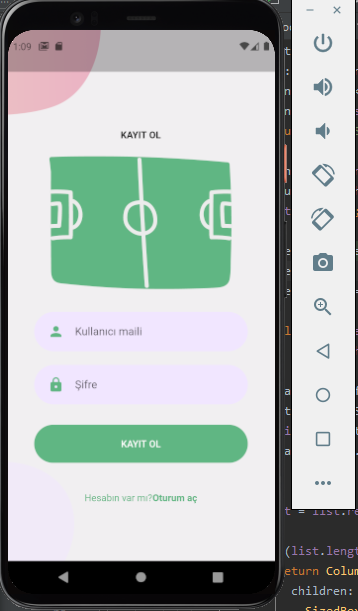 1:09
KAYIT OL
Kullanıcı maili
Şifre
KAYIT OL
Hesabın var mı?Oturum aç
t = list.re
(list.lengt
eturn Colum
children:
SizedBox